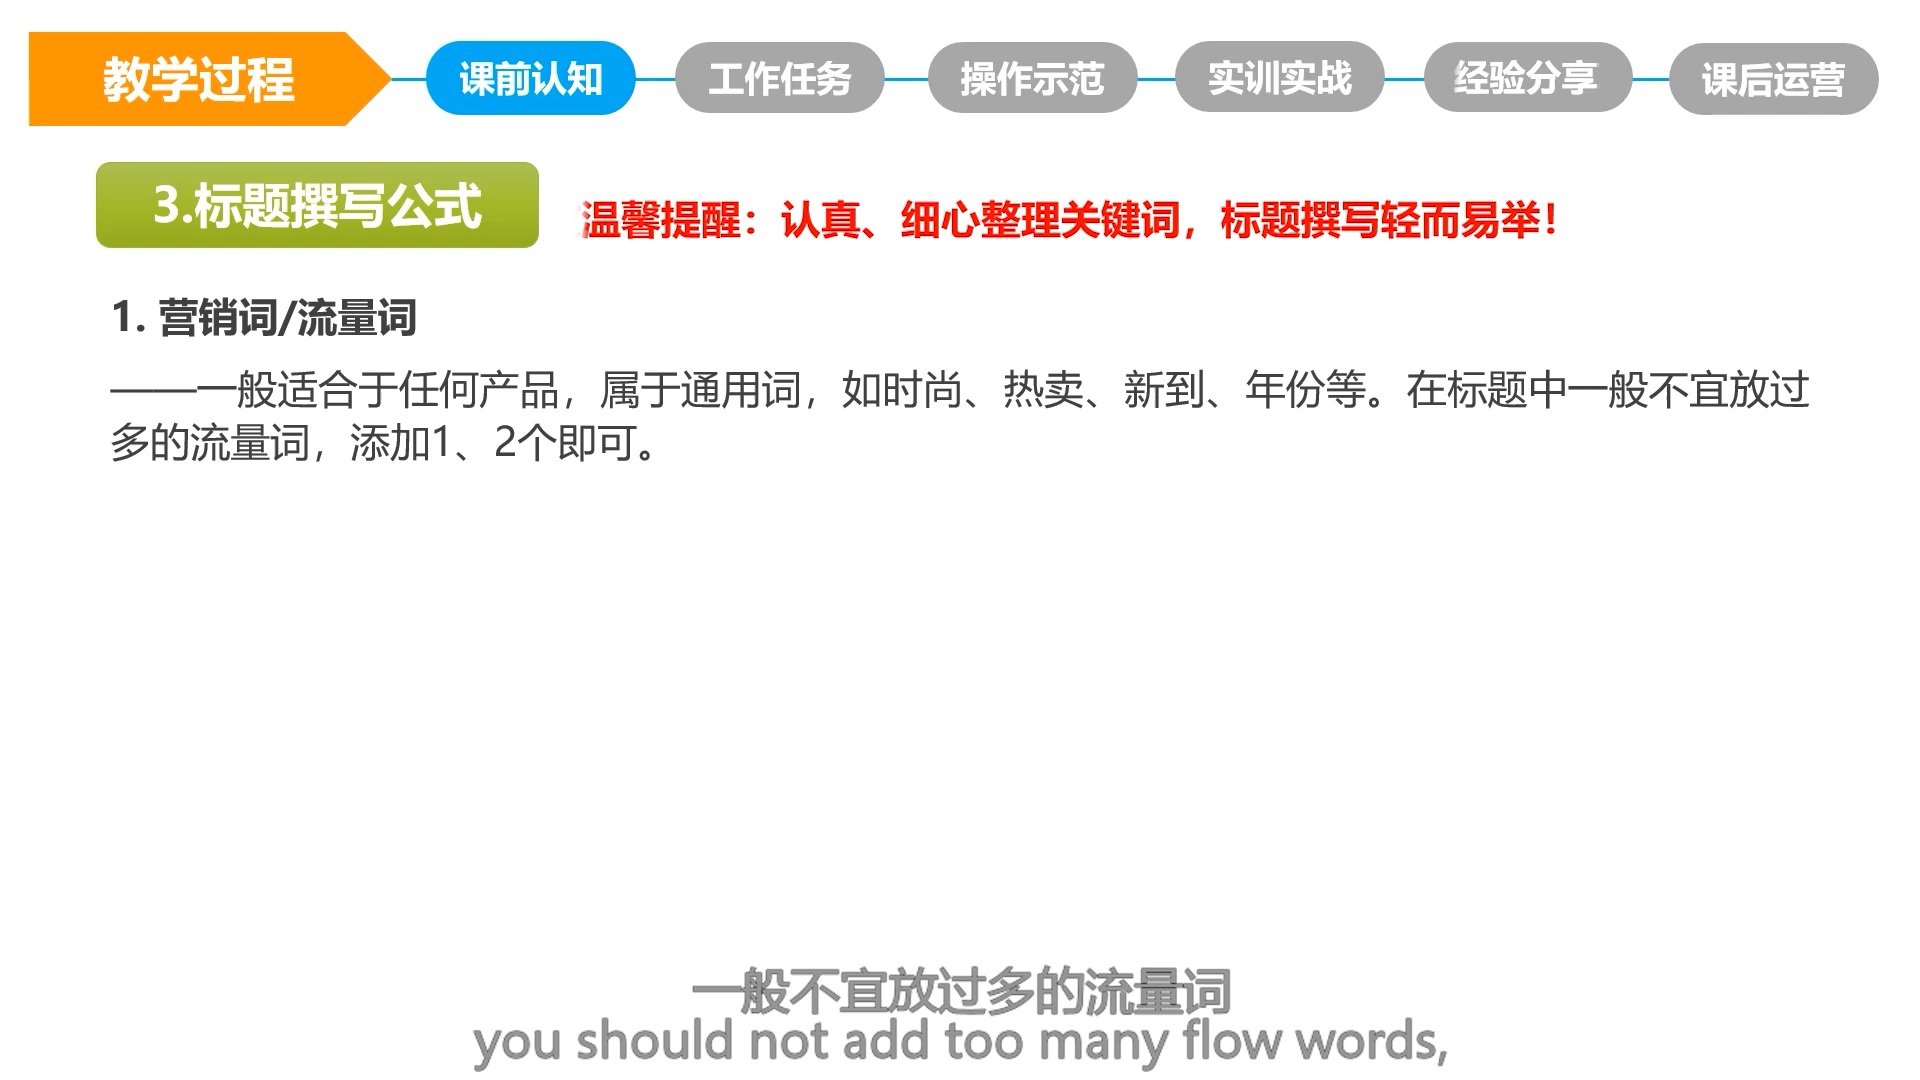 教学过程
课前认知
工作任务
操作示范
实训实战
经验分享
课后运营
3.标题撰写公式
温馨提醒：认真、细心整理关键词，标题撰写轻而易举！
1. 营销词/流量词
——一般适合于任何产品，属于通用词，如时尚、热卖、新到、年份等。在标题中一般不宜放过
多的流量词，添加1、2个即可。
一般不宜放过多的流量词
you should not add too many flow words,